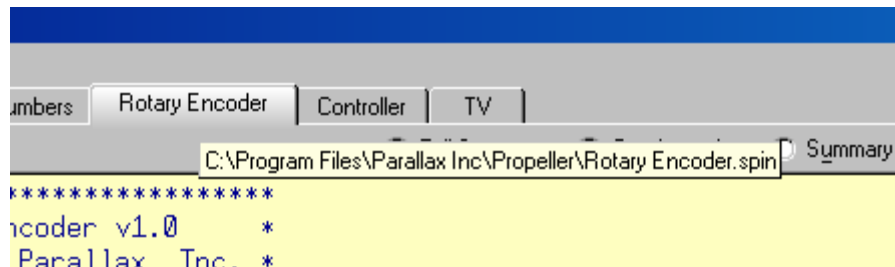 umbers Rotary Encoder Controller TV
Summary
C:\Program Files\Parallax Inc\Propeller\Rotary Encoder.spin
*****************
ncoder v1.0 *
Parallax, Inc. *